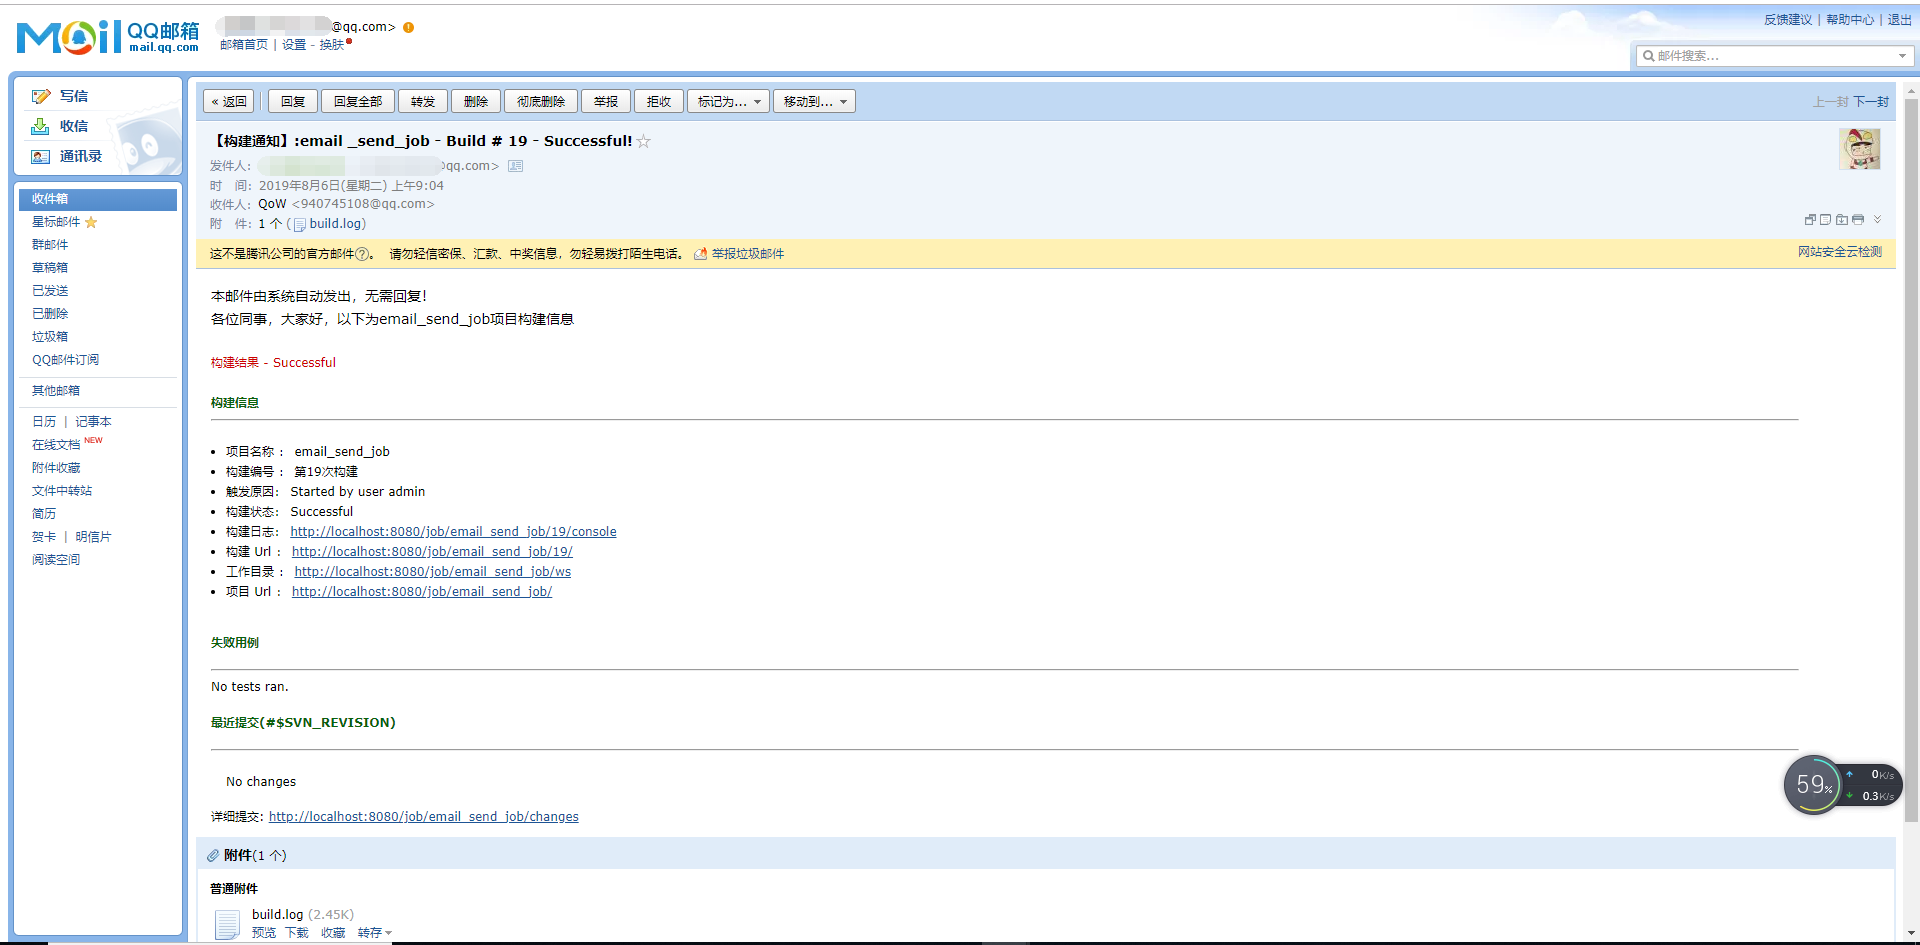 Mail QQ邮箱 mail.qq.com
@qq.com>
邮箱首页 | 设置 - 换肤
反馈建议 | 帮助中心 | 退出
邮件搜索...
写信
收信
通讯录
收件箱
星标邮件
群邮件
草稿箱
已发送
已删除
垃圾箱
QQ邮件订阅
其他邮箱
日历 | 记事本
在线文档 NEW
附件收藏
文件中转站
简历
贺卡 | 明信片
阅读空间
« 返回 回复 回复全部 转发 删除 彻底删除 举报 拒收 标记为... 移动到... 上一封 下一封
【构建通知】:email _send_job - Build # 19 - Successful!
发件人: @qq.com>
时 间: 2019年8月6日(星期二) 上午9:04
收件人: QoW <940745108@qq.com>
附 件: 1 个 ( build.log)
这不是腾讯公司的官方邮件?。 请勿轻信密保、汇款、中奖信息，勿轻易拨打陌生电话。 举报垃圾邮件 网站安全云检测
本邮件由系统自动发出，无需回复！
各位同事，大家好，以下为email_send_job项目构建信息
构建结果 - Successful
构建信息
• 项目名称 ： email_send_job
• 构建编号 ： 第19次构建
• 触发原因： Started by user admin
• 构建状态： Successful
• 构建日志： http://localhost:8080/job/email_send_job/19/console
• 构建 Url ： http://localhost:8080/job/email_send_job/19/
• 工作目录 ： http://localhost:8080/job/email_send_job/ws
• 项目 Url ： http://localhost:8080/job/email_send_job/
失败用例
No tests ran.
最近提交(#$SVN_REVISION)
No changes
详细提交: http://localhost:8080/job/email_send_job/changes
59% 0K/s
0.3K/s
附件(1 个)
普通附件
build.log (2.45K)
预览 下载 收藏 转存